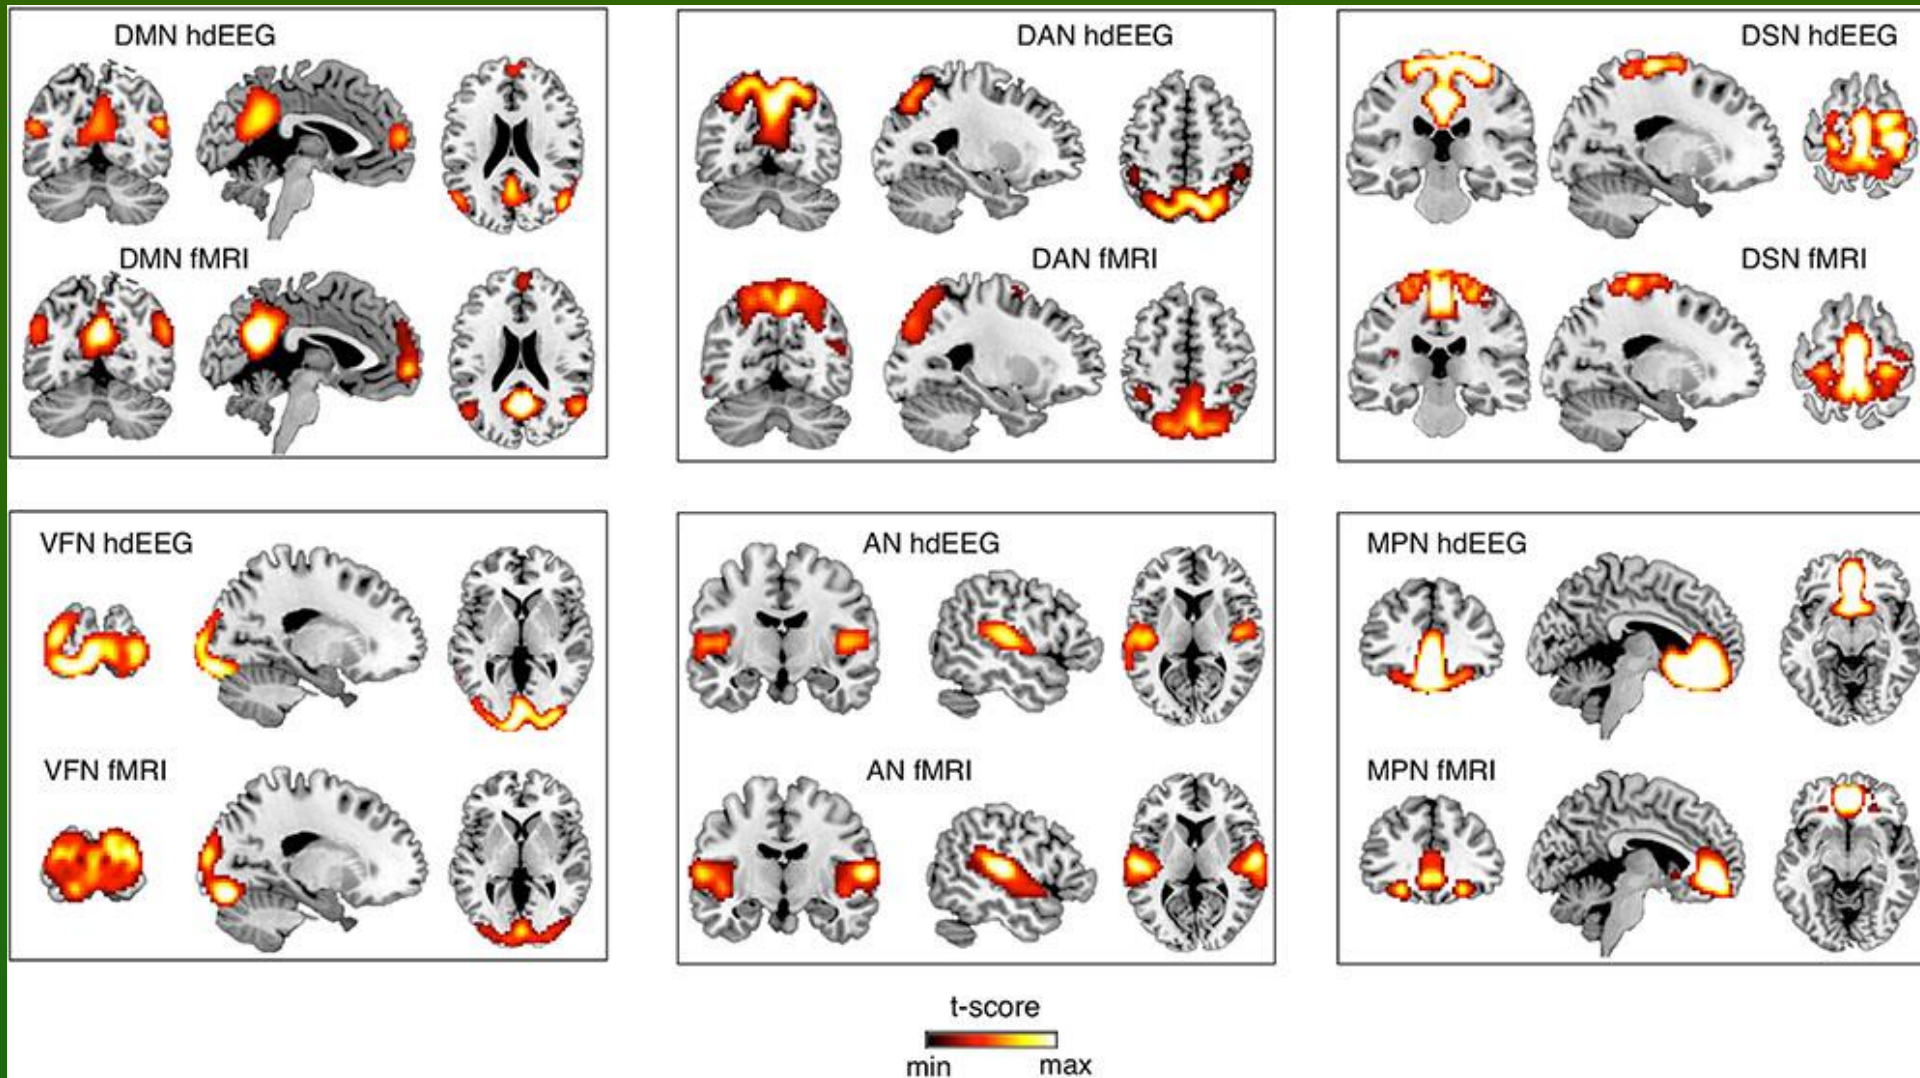 DMN hdEEG
DMN fMRI
DAN hdEEG
DAN fMRI
DSN hdEEG
DSN fMRI
VFN hdEEG
VFN fMRI
AN hdEEG
AN fMRI
MPN hdEEG
MPN fMRI
t-score
min max